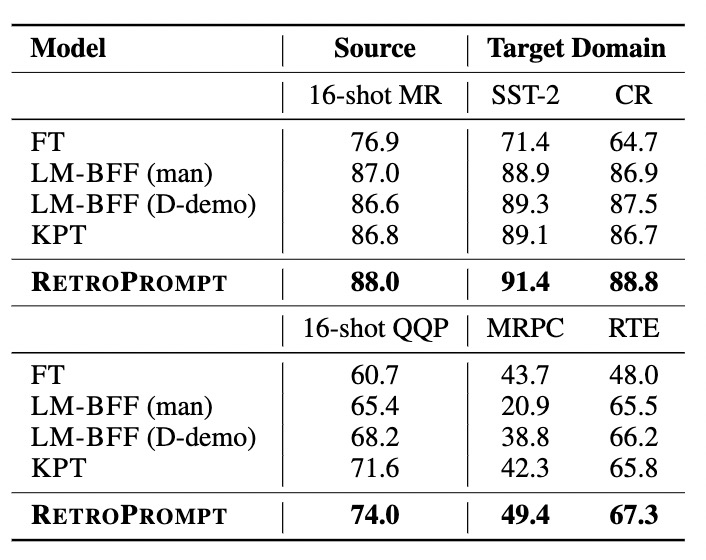 Model Source Target Domain
16-shot MR SST-2 CR
FT 76.9 71.4 64.7
LM-BFF (man) 87.0 88.9 86.9
LM-BFF (D-demo) 86.6 89.3 87.5
KPT 86.8 89.1 86.7
RETROPROMPT 88.0 91.4 88.8
16-shot QQP MRPC RTE
FT 60.7 43.7 48.0
LM-BFF (man) 65.4 20.9 65.5
LM-BFF (D-demo) 68.2 38.8 66.2
KPT 71.6 42.3 65.8
RETROPROMPT 74.0 49.4 67.3